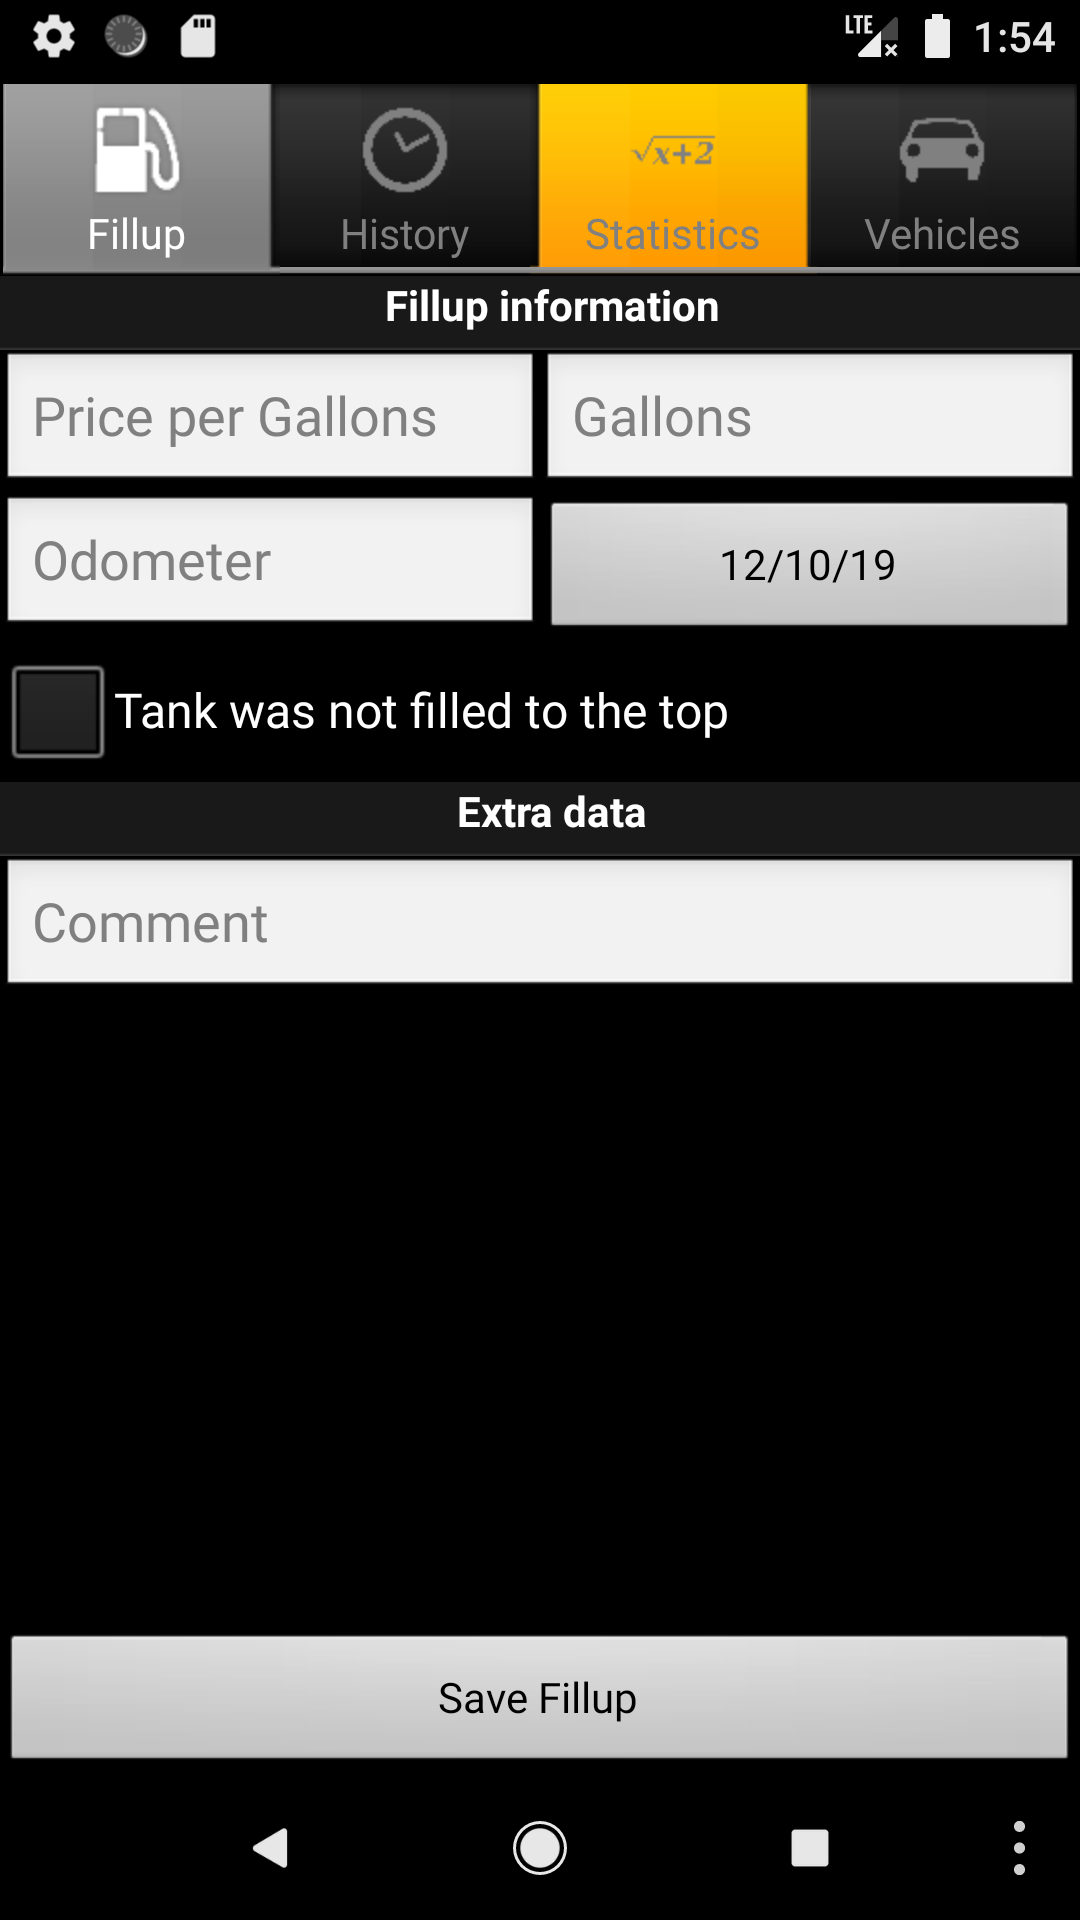 LTE 1:54
√x+2
Fillup History Statistics Vehicles
Fillup information
Price per Gallons Gallons
Odometer 12/10/19
Tank was not filled to the top
Extra data
Comment
Save Fillup